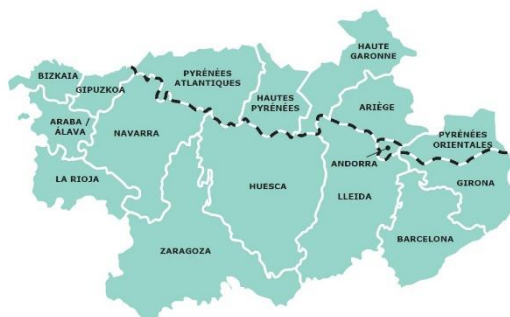 HAUTE
GARONNE
BIZKAIA
GIPUZKOA
PYRÉNÉES
ATLANTIQUES
HAUTES
PYRÉNÉES
ARIÈGE
ARABA /
ÁLAVA
NAVARRA
PYRÉNÉES
ORIENTALES
ANDORRA
LA RIOJA
HUESCA
LLEIDA
GIRONA
ZARAGOZA
BARCELONA